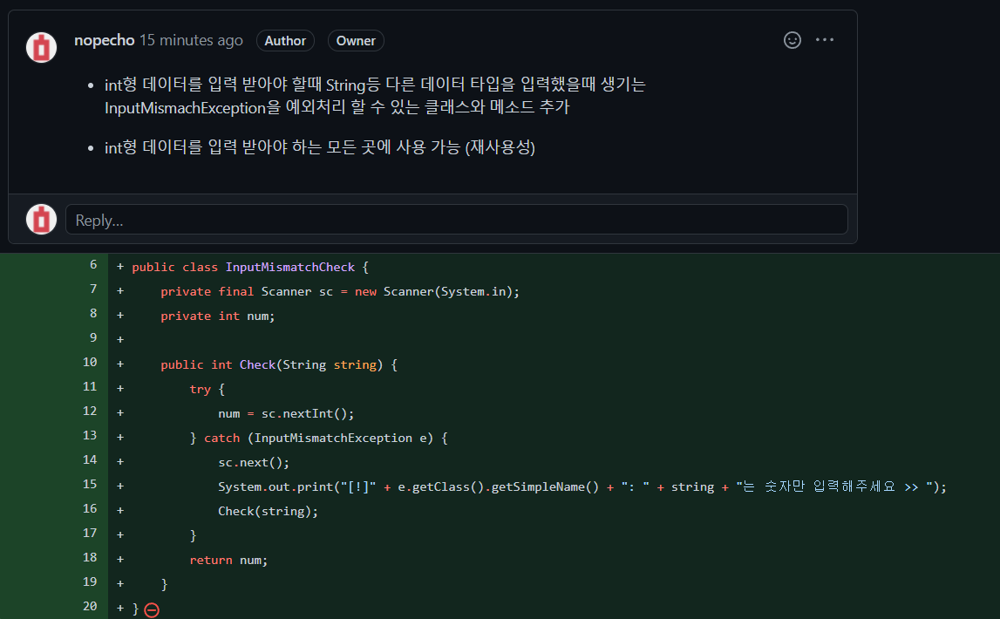 nopecho 15 minutes ago Author Owner
int형 데이터를 입력 받아야 할때 String등 다른 데이터 타입을 입력했을때 생기는
InputMismachException을 예외처리 할 수 있는 클래스와 메소드 추가
int형 데이터를 입력 받아야 하는 모든 곳에 사용 가능 (재사용성)
Reply...
6 + public class InputMismatchCheck {
7 + private final Scanner sc = new Scanner(System.in);
8 + private int num;
9 +
10 + public int Check(String string) {
11 + try {
12 + num = sc.nextInt();
13 + } catch (InputMismatchException e) {
14 + sc.next();
15 + System.out.print("[!]" + e.getClass().getSimpleName() + ": " + string + "는 숫자만 입력해주세요 >> ");
16 + Check(string);
17 + }
18 + return num;
19 + }
20 + }